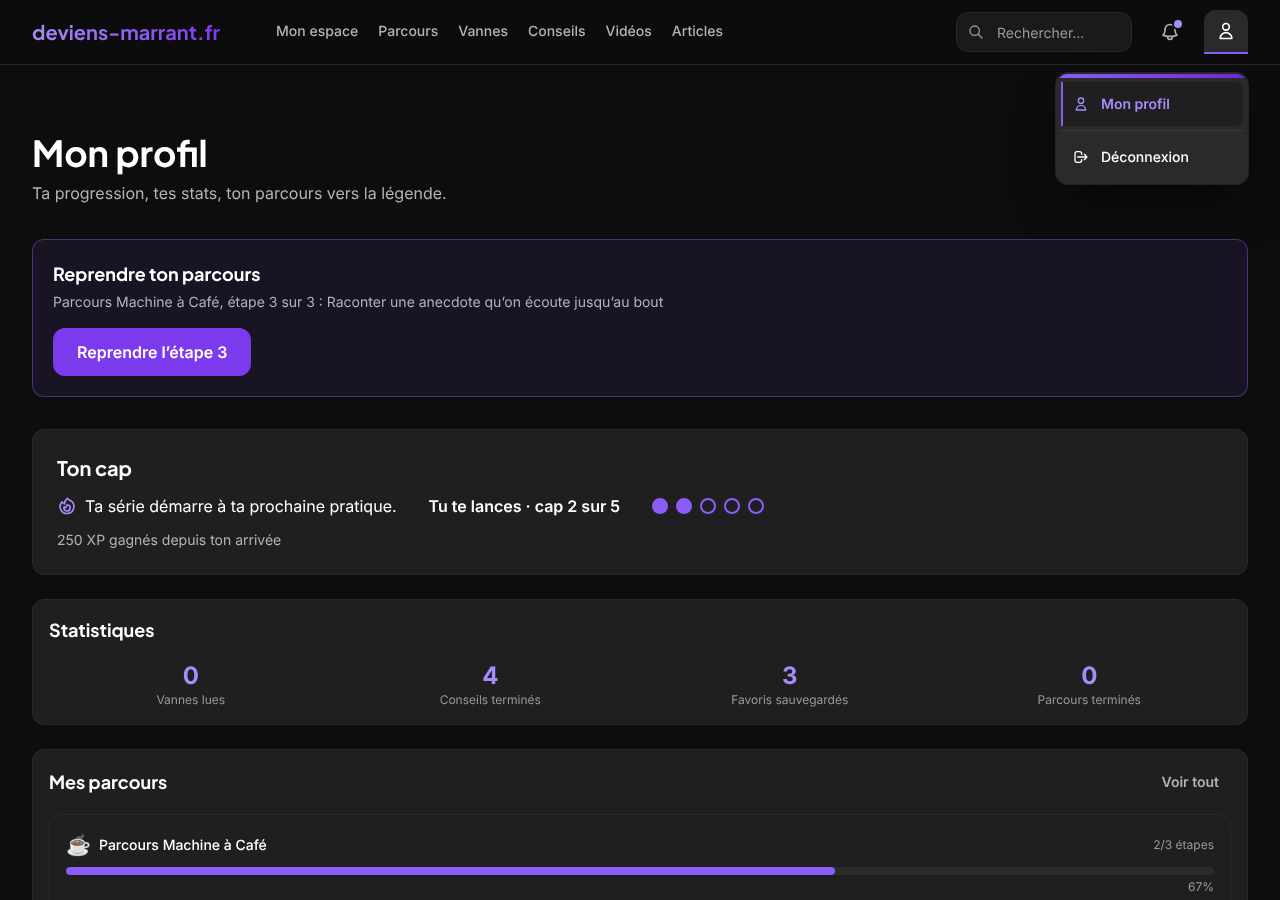 deviens-marrant.fr
Mon espace
Parcours
Vannes
Conseils
Vidéos
Articles
Rechercher...
Mon profil
Déconnexion
Mon profil
Ta progression, tes stats, ton parcours vers la légende.
Reprendre ton parcours
Parcours Machine à Café, étape 3 sur 3 : Raconter une anecdote qu’on écoute jusqu’au bout
Reprendre l’étape 3
Ton cap
Ta série démarre à ta prochaine pratique.
Tu te lances · cap 2 sur 5
250 XP gagnés depuis ton arrivée
Statistiques
0
Vannes lues
4
Conseils terminés
3
Favoris sauvegardés
0
Parcours terminés
Mes parcours
Voir tout
Parcours Machine à Café
2/3 étapes
67%